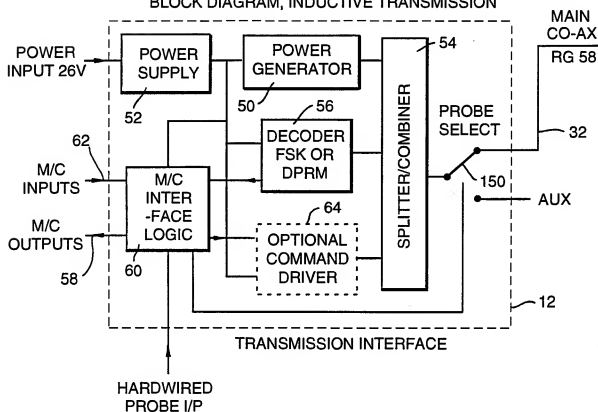 BLOCK DIAGRAM, INDUCTIVE TRANSMISSION
MAIN
CO-AX
RG 58
POWER
INPUT 26V
POWER
SUPPLY
52
POWER
GENERATOR
50
54
SPLITTER/COMBINER
56
DECODER
FSK OR
DPRM
PROBE
SELECT
150
32
AUX
62
M/C
INPUTS
M/C
INTER
-FACE
LOGIC
60
M/C
OUTPUTS
58
64
OPTIONAL
COMMAND
DRIVER
12
TRANSMISSION INTERFACE
HARDWIRED
PROBE I/P